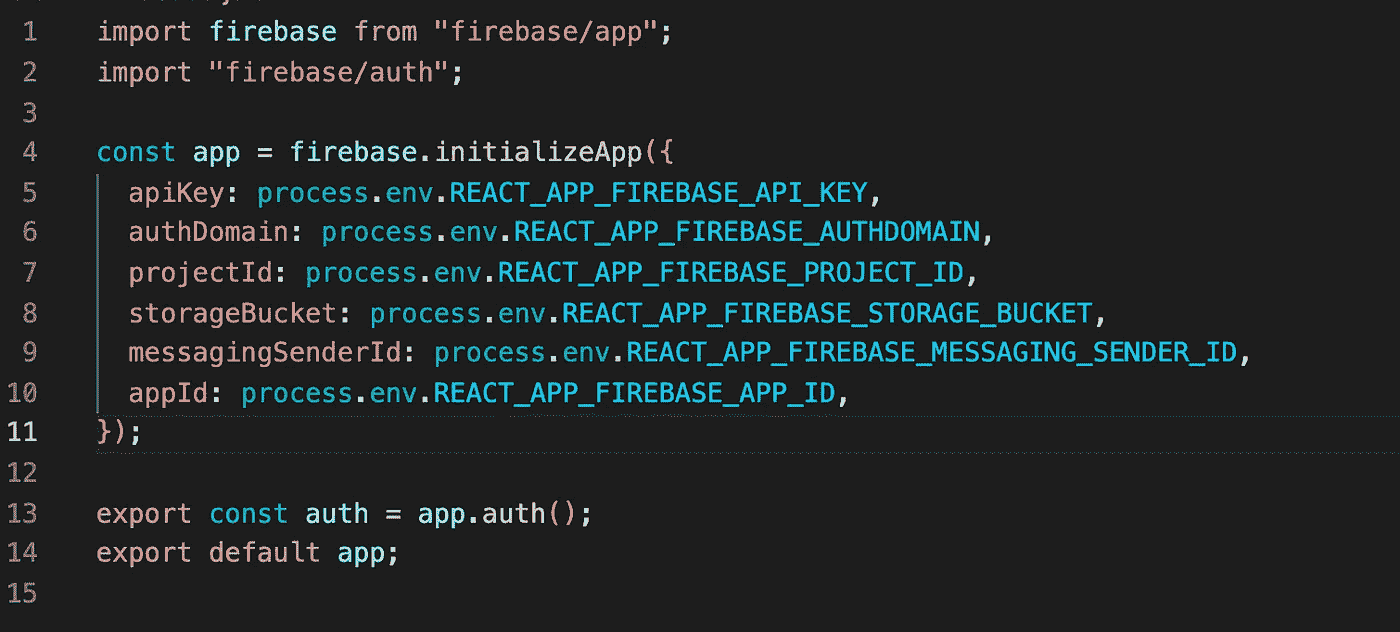 1 import firebase from "firebase/app";
2 import "firebase/auth";
3
4 const app = firebase.initializeApp({
5 apiKey: process.env.REACT_APP_FIREBASE_API_KEY,
6 authDomain: process.env.REACT_APP_FIREBASE_AUTHDOMAIN,
7 projectId: process.env.REACT_APP_FIREBASE_PROJECT_ID,
8 storageBucket: process.env.REACT_APP_FIREBASE_STORAGE_BUCKET,
9 messagingSenderId: process.env.REACT_APP_FIREBASE_MESSAGING_SENDER_ID,
10 appId: process.env.REACT_APP_FIREBASE_APP_ID,
11 });
12
13 export const auth = app.auth();
14 export default app;
15